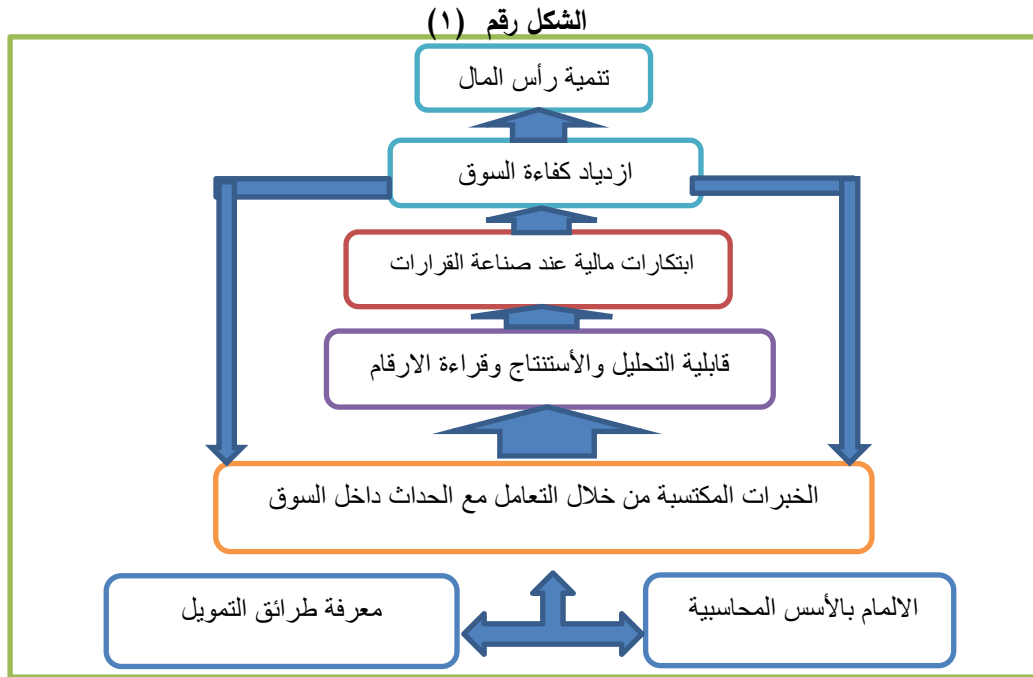 الشكل رقم (١)
تنمية رأس المال
ازدياد كفاءة السوق
ابتكارات مالية عند صناعة القرارات
قابلية التحليل والأستنتاج وقراءة الارقام
الخبرات المكتسبة من خلال التعامل مع الحداث داخل السوق
الالمام بالأسس المحاسبية
معرفة طرائق التمويل